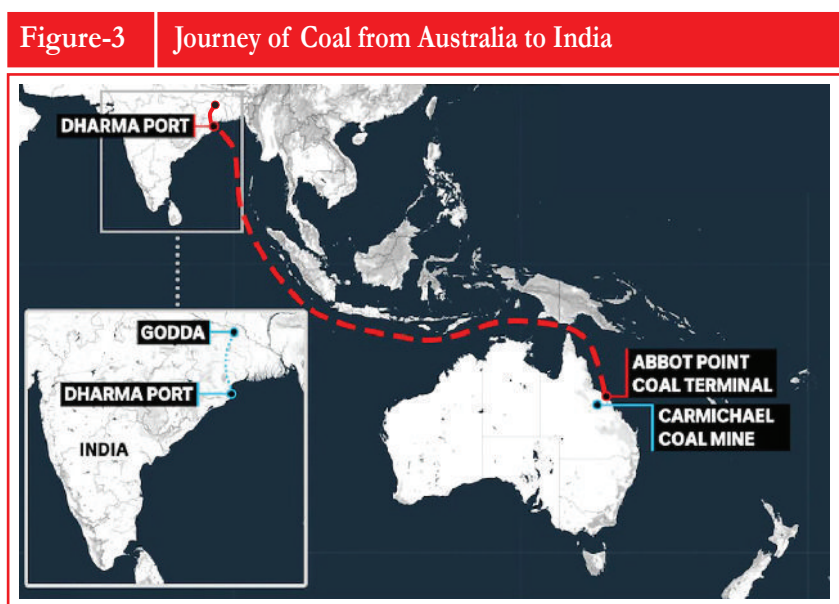 Figure-3 Journey of Coal from Australia to India
DHARMA PORT
GODDA
DHARMA PORT
INDIA
ABBOT POINT
COAL TERMINAL
CARMICHAEL
COAL MINE